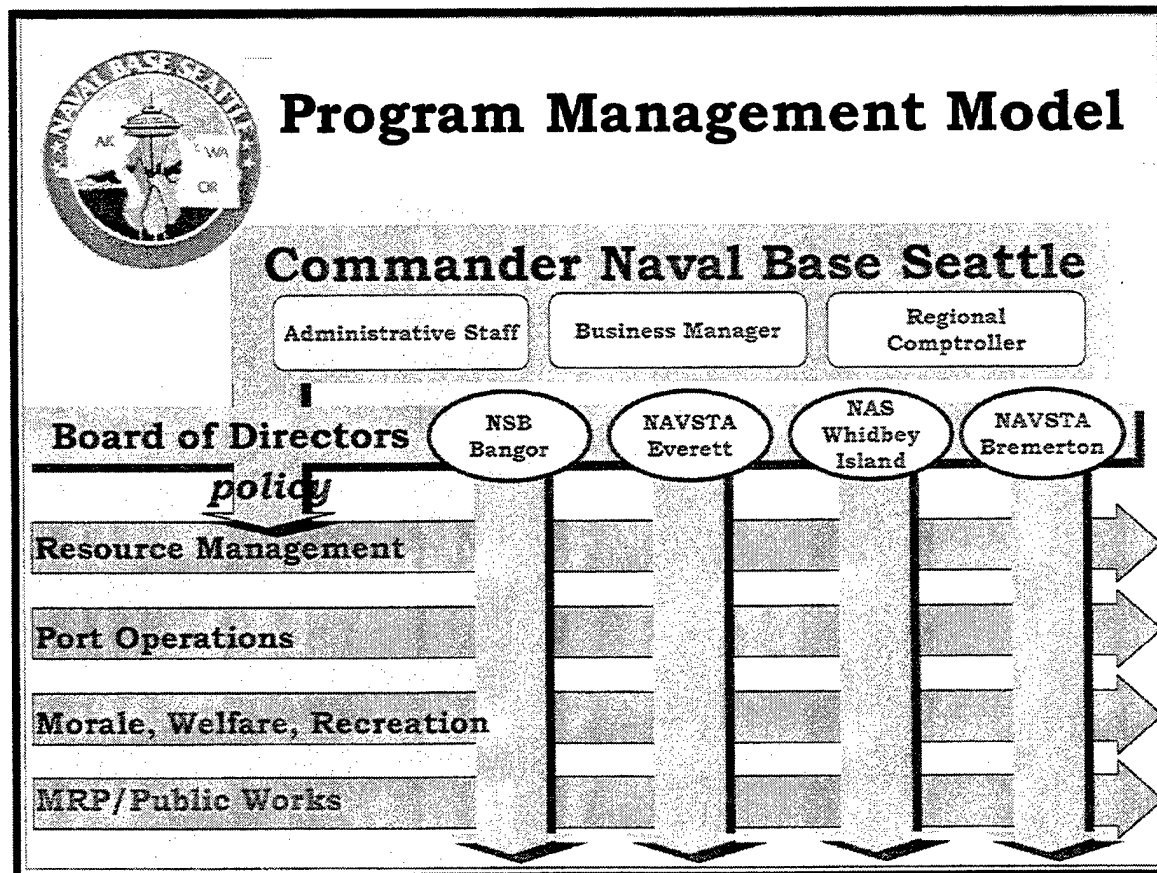 NAVAL BASE SEATTLE
AK
WA
OR
Program Management Model
Commander Naval Base Seattle
Administrative Staff
Business Manager
Regional
Comptroller
Board of Directors
NSB
Bangor
NAVSTA
Everett
NAS
Whidbey
Island
NAVSTA
Bremerton
policy
Resource Management
Port Operations
Morale, Welfare, Recreation
MRP/Public Works